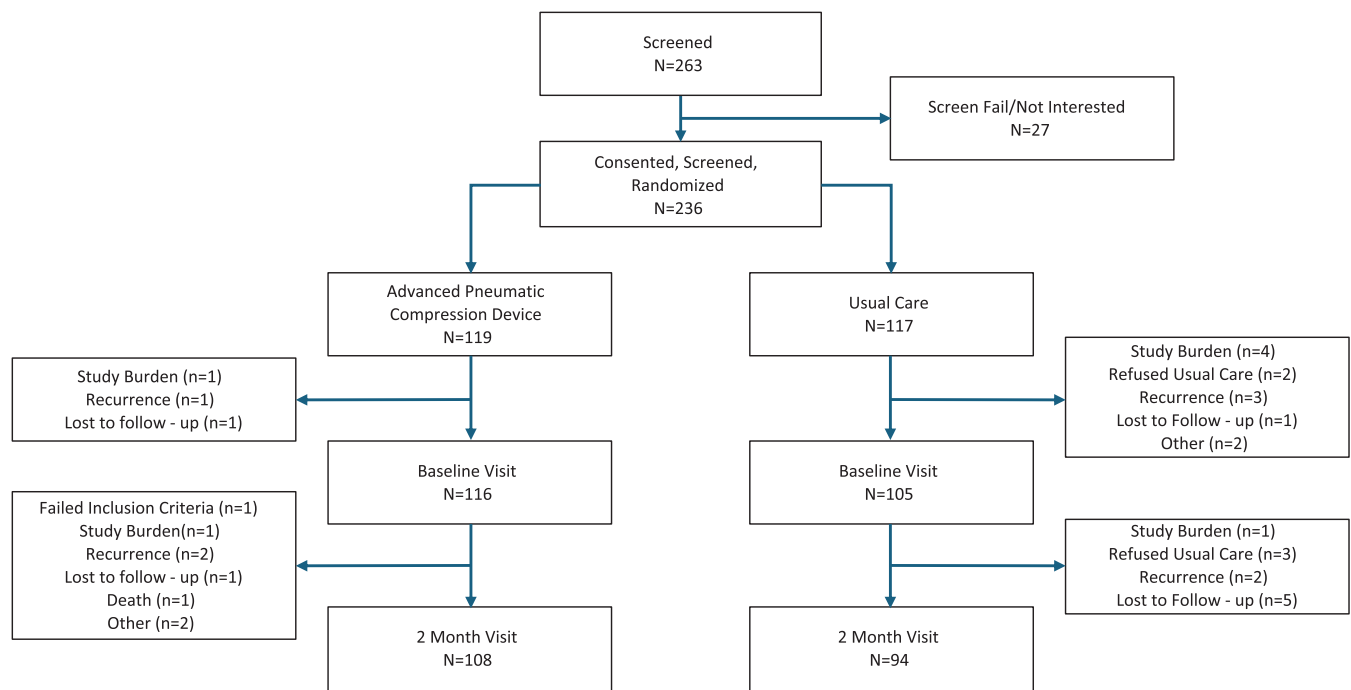 Screened
N=263
Screen Fail/Not Interested
N=27
Consented, Screened,
Randomized
N=236
Advanced Pneumatic
Compression Device
N=119
Usual Care
N=117
Study Burden (n=1)
Recurrence (n=1)
Lost to follow - up (n=1)
Study Burden (n=4)
Refused Usual Care (n=2)
Recurrence (n=3)
Lost to Follow - up (n=1)
Other (n=2)
Baseline Visit
N=116
Baseline Visit
N=105
Failed Inclusion Criteria (n=1)
Study Burden(n=1)
Recurrence (n=2)
Lost to follow - up (n=1)
Death (n=1)
Other (n=2)
Study Burden (n=1)
Refused Usual Care (n=3)
Recurrence (n=2)
Lost to Follow - up (n=5)
2 Month Visit
N=108
2 Month Visit
N=94